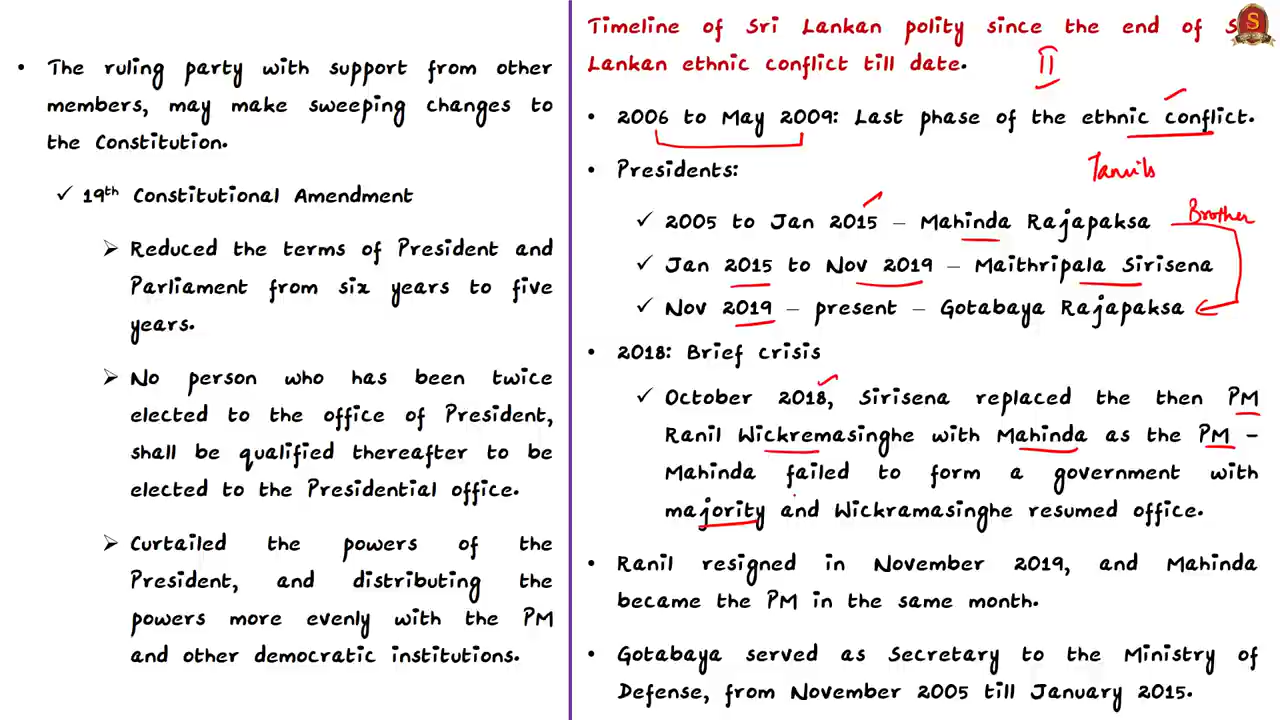 • The ruling party with support from other
members, may make sweeping changes to
the Constitution.
✓ 19th Constitutional Amendment
➢ Reduced the terms of President and
Parliament from six years to five
years.
➢ No person who has been twice
elected to the office of President,
shall be qualified thereafter to be
elected to the Presidential office.
➢ Curtailed the powers of the
President, and distributing the
powers more evenly with the PM
and other democratic institutions.
Timeline of Sri Lankan polity since the end of S
Lankan ethnic conflict till date.
• 2006 to May 2009: Last phase of the ethnic conflict.
Tamils
• Presidents:
✓ 2005 to Jan 2015 – Mahinda Rajapaksa
Brother
✓ Jan 2015 to Nov 2019 – Maithripala Sirisena
✓ Nov 2019 – present – Gotabaya Rajapaksa
• 2018: Brief crisis
✓ October 2018, Sirisena replaced the then PM
Ranil Wickremasinghe with Mahinda as the PM –
Mahinda failed to form a government with
majority and Wickramasinghe resumed office.
• Ranil resigned in November 2019, and Mahinda
became the PM in the same month.
• Gotabaya served as Secretary to the Ministry of
Defense, from November 2005 till January 2015.